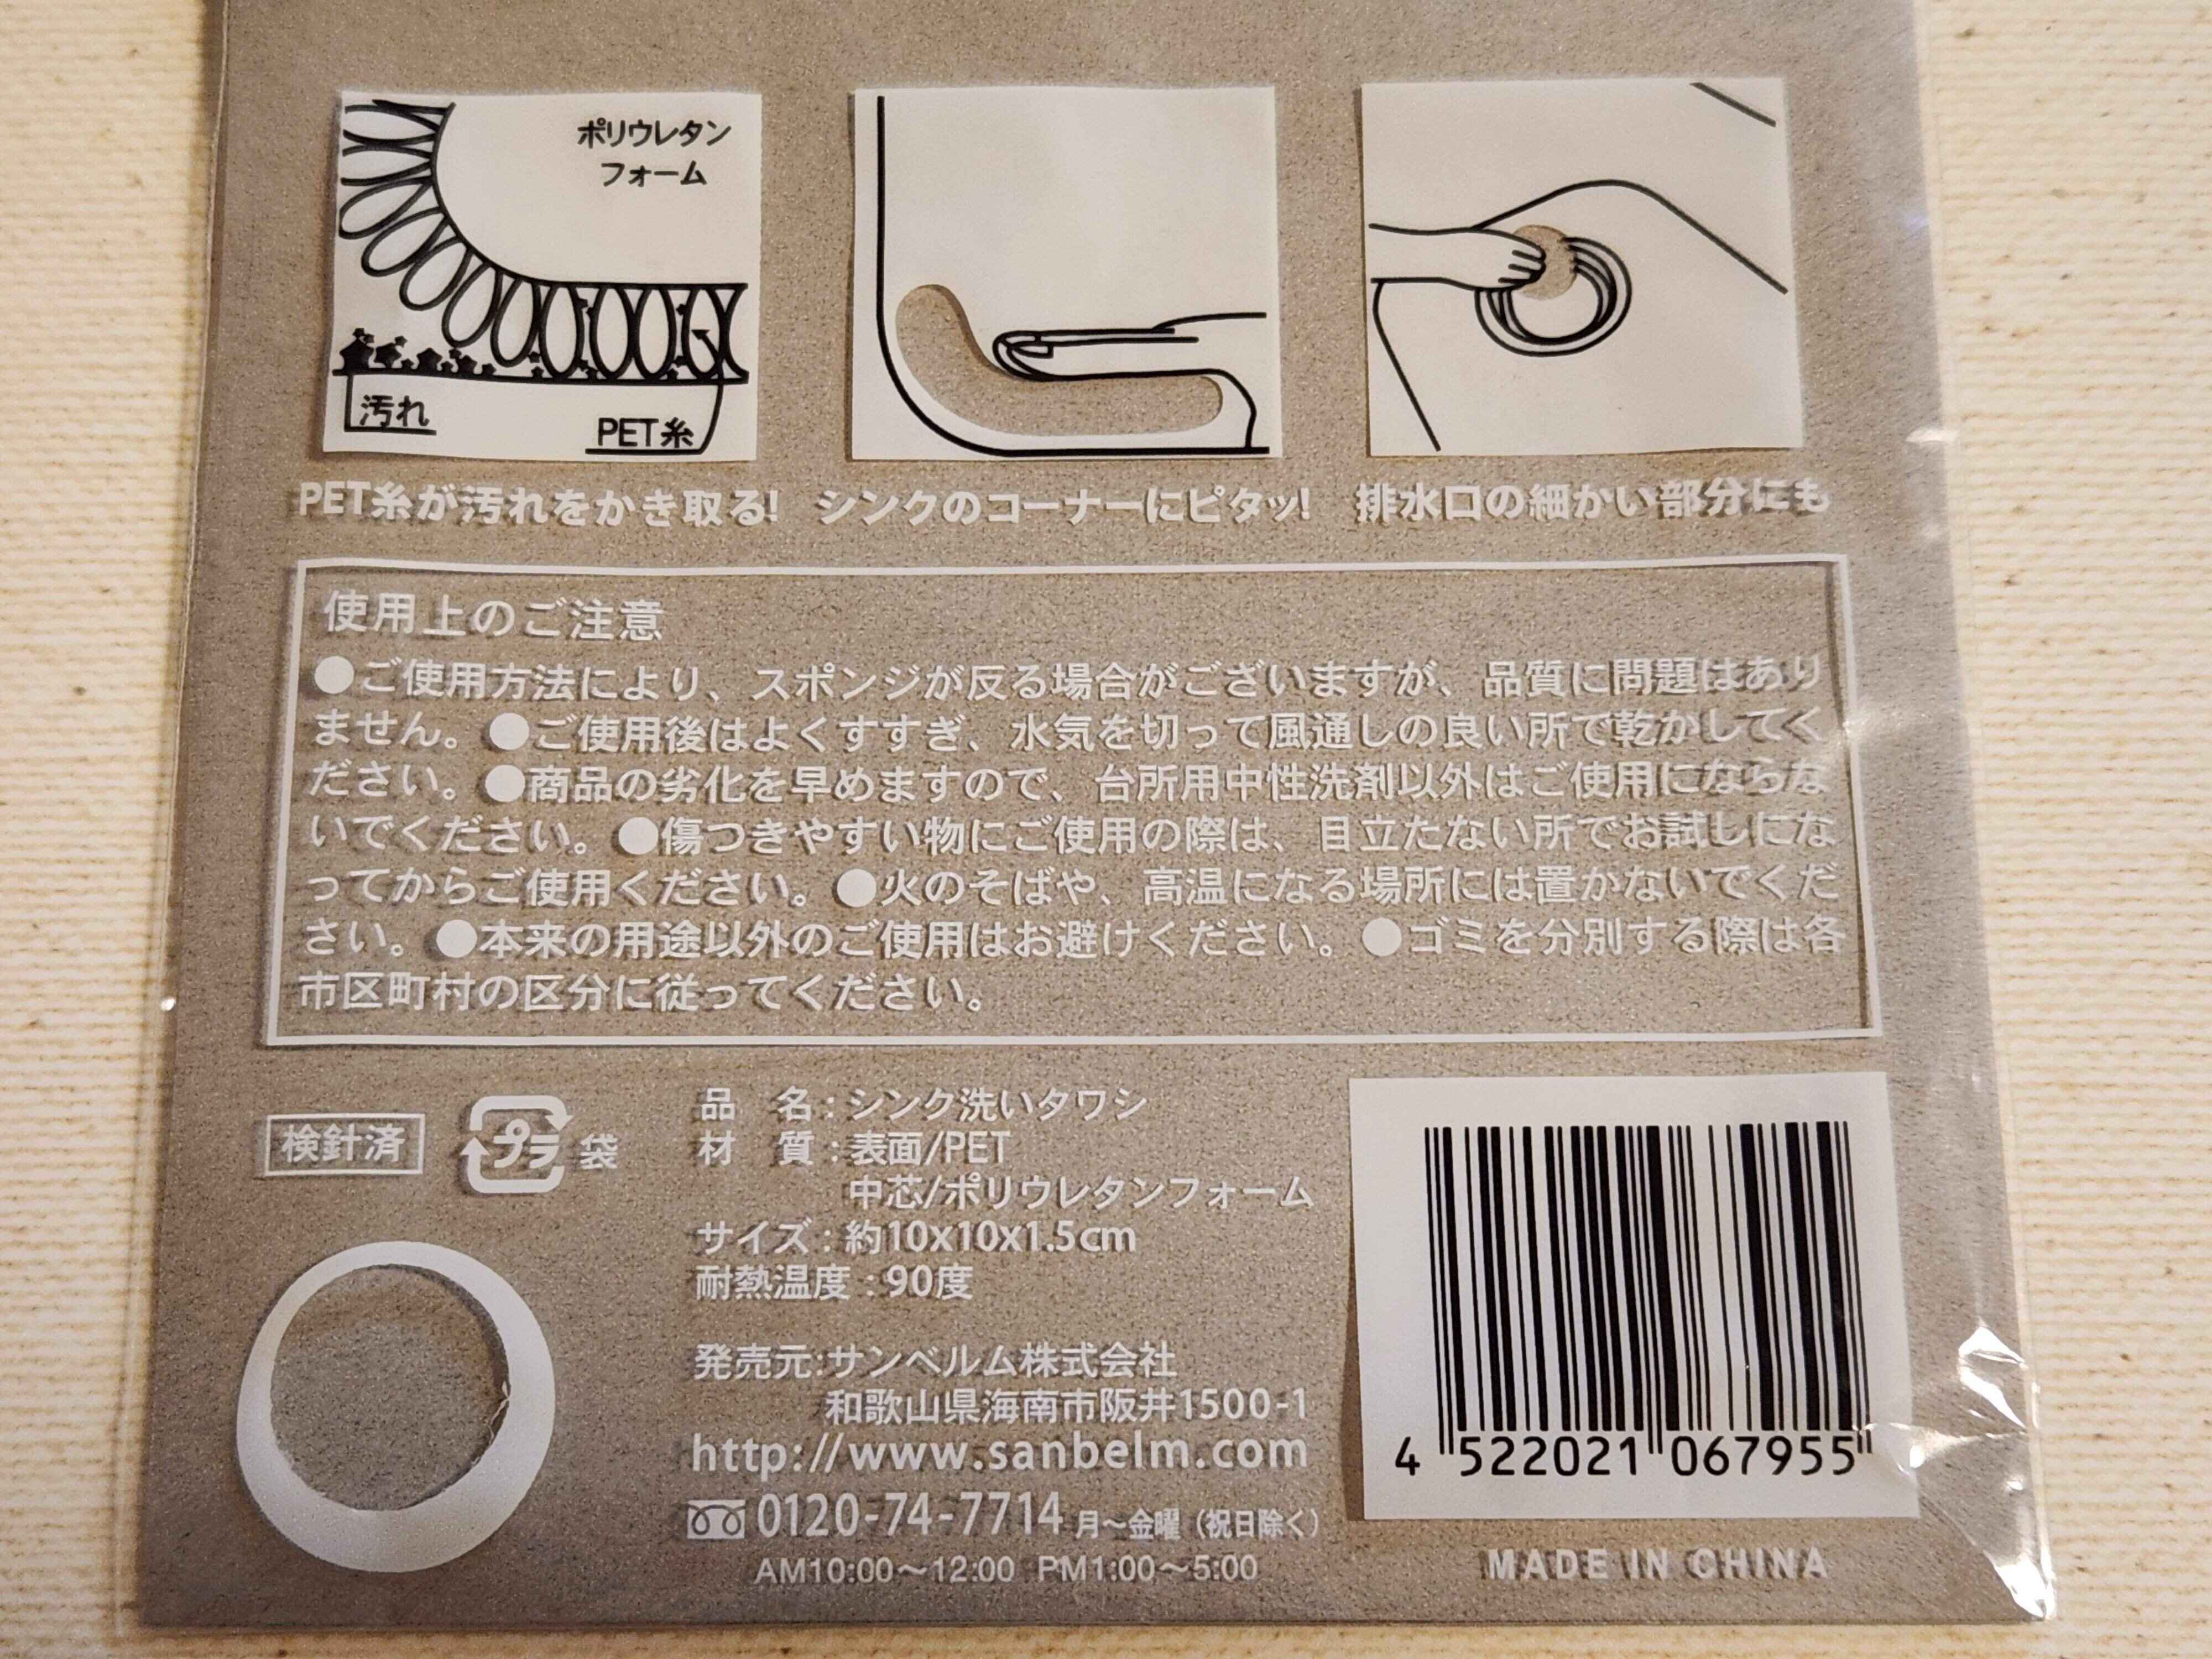 ポリウレタン
フォーム
汚れ
PET糸
PET糸が汚れをかき取る!
シンクのコーナーにピタッ!
排水口の細かい部分にも
使用上のご注意
●ご使用方法により、スポンジが反る場合がございますが、品質に問題はあり
ません。●ご使用後はよくすすぎ、水気を切って風通しの良い所で乾かしてく
ださい。●商品の劣化を早めますので、台所用中性洗剤以外はご使用にならな
いでください。●傷つきやすい物にご使用の際は、目立たない所でお試しにな
ってからご使用ください。●火のそばや、高温になる場所には置かないでくだ
さい。●本来の用途以外のご使用はお避けください。●ゴミを分別する際は各
市区町村の区分に従ってください。
検針済
プラ 袋
品 名:シンク洗いタワシ
材 質:表面/PET
中芯/ポリウレタンフォーム
サイズ:約10x10x1.5cm
耐熱温度:90度
発売元:サンベルム株式会社
和歌山県海南市阪井1500-1
http://www.sanbelm.com
0120-74-7714 月〜金曜(祝日除く)
AM10:00〜12:00 PM1:00〜5:00
4 522021 067955
MADE IN CHINA